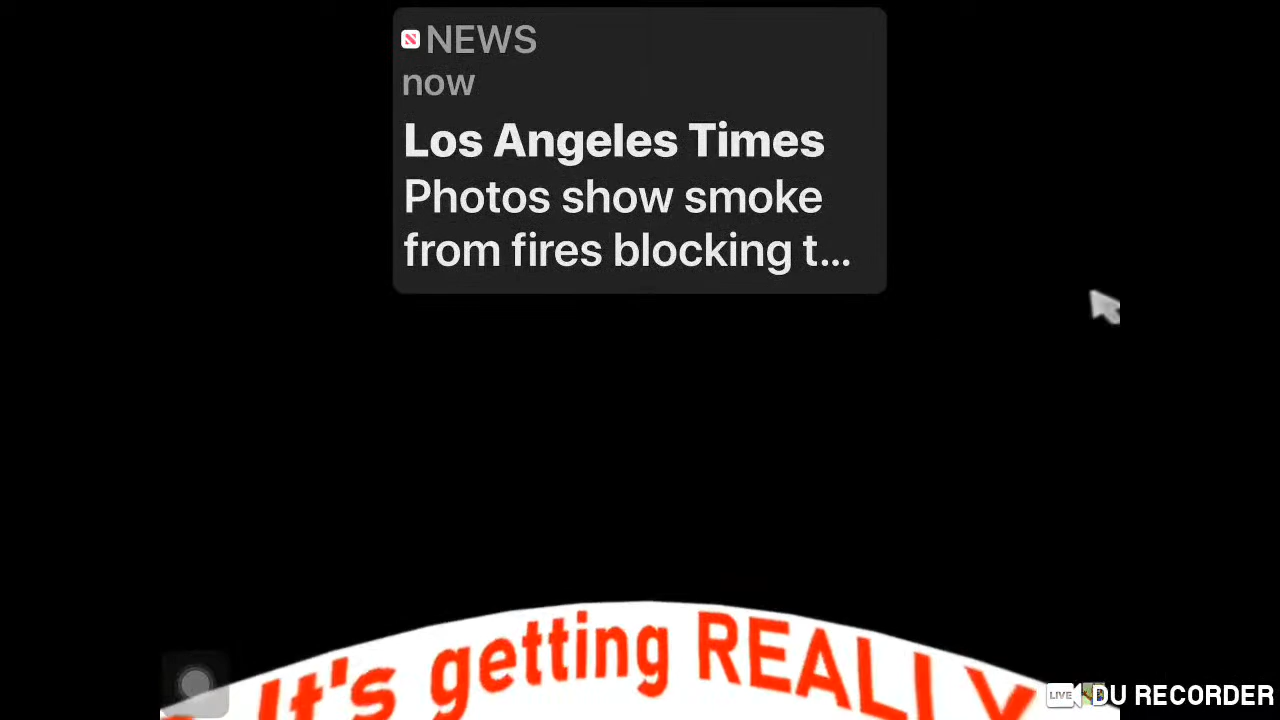 NEWS
now
Los Angeles Times
Photos show smoke
from fires blocking t...
It's getting REALLY
LIVE DU RECORDER